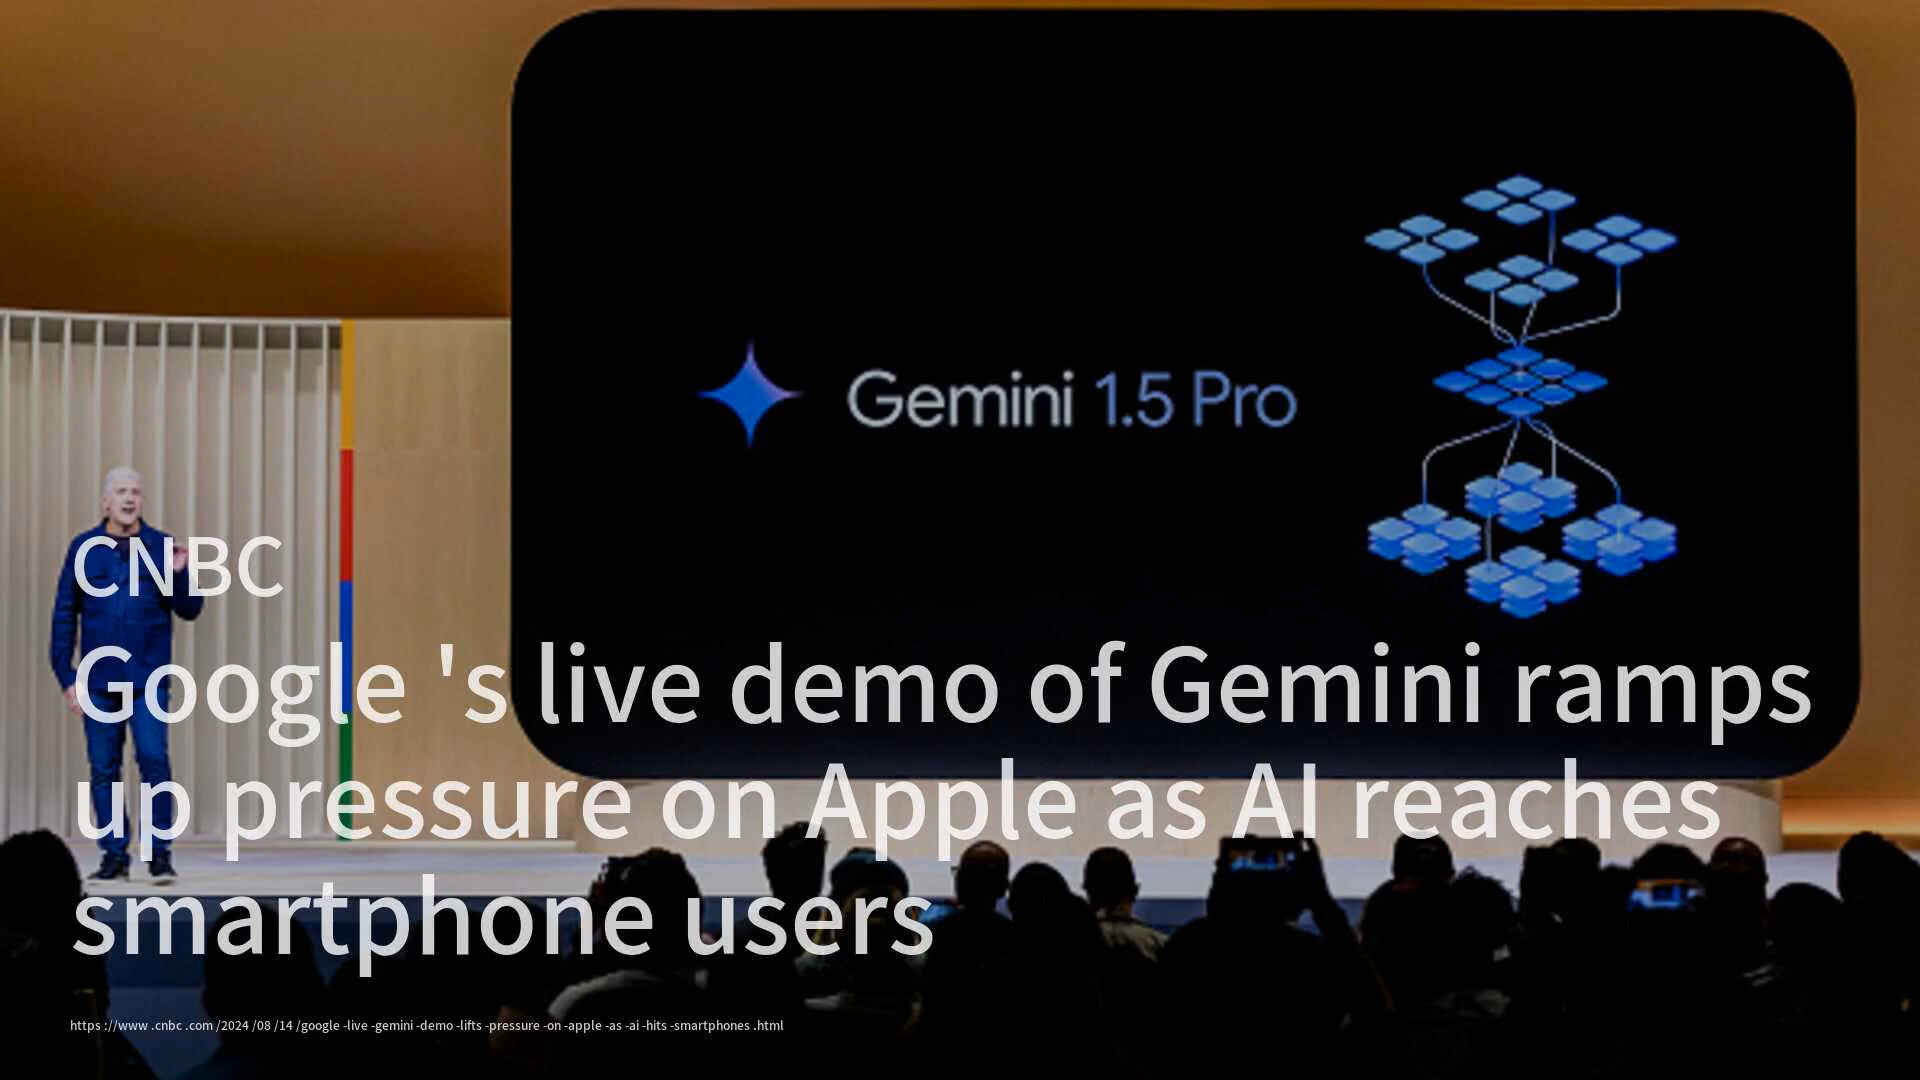 Gemini 1.5 Pro
CNBC
Google 's live demo of Gemini ramps
up pressure on Apple as AI reaches
smartphone users
https ://www .cnbc .com /2024 /08 /14 /google -live -gemini -demo -lifts -pressure -on -apple -as -ai -hits -smartphones .html